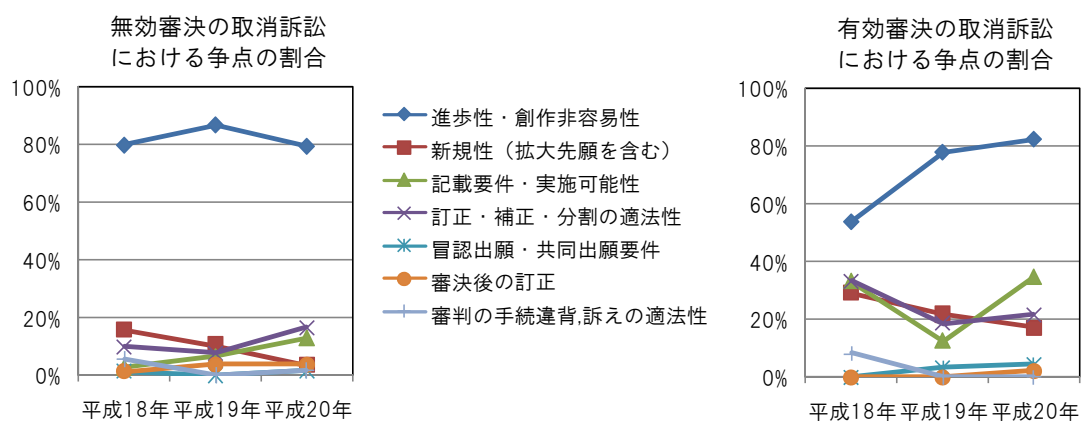 無効審決の取消訴訟
における争点の割合
100%
80%
60%
40%
20%
0%
平成18年 平成19年 平成20年
進歩性・創作非容易性
新規性（拡大先願を含む）
記載要件・実施可能性
訂正・補正・分割の適法性
冒認出願・共同出願要件
審決後の訂正
審判の手続違背,訴えの適法性
有効審決の取消訴訟
における争点の割合
100%
80%
60%
40%
20%
0%
平成18年 平成19年 平成20年